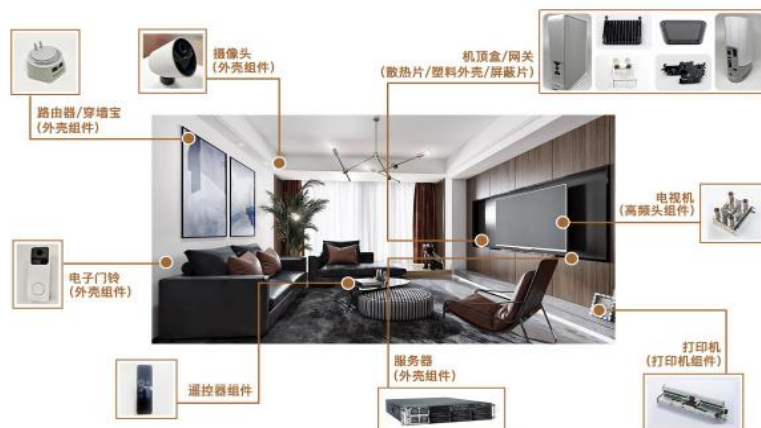 摄像头
(外壳组件)
机顶盒/网关
(散热片/塑料外壳/屏蔽片)
路由器/穿墙宝
(外壳组件)
电视机
(高频头组件)
电子门铃
(外壳组件)
遥控器组件
服务器
(外壳组件)
打印机
(打印机组件)